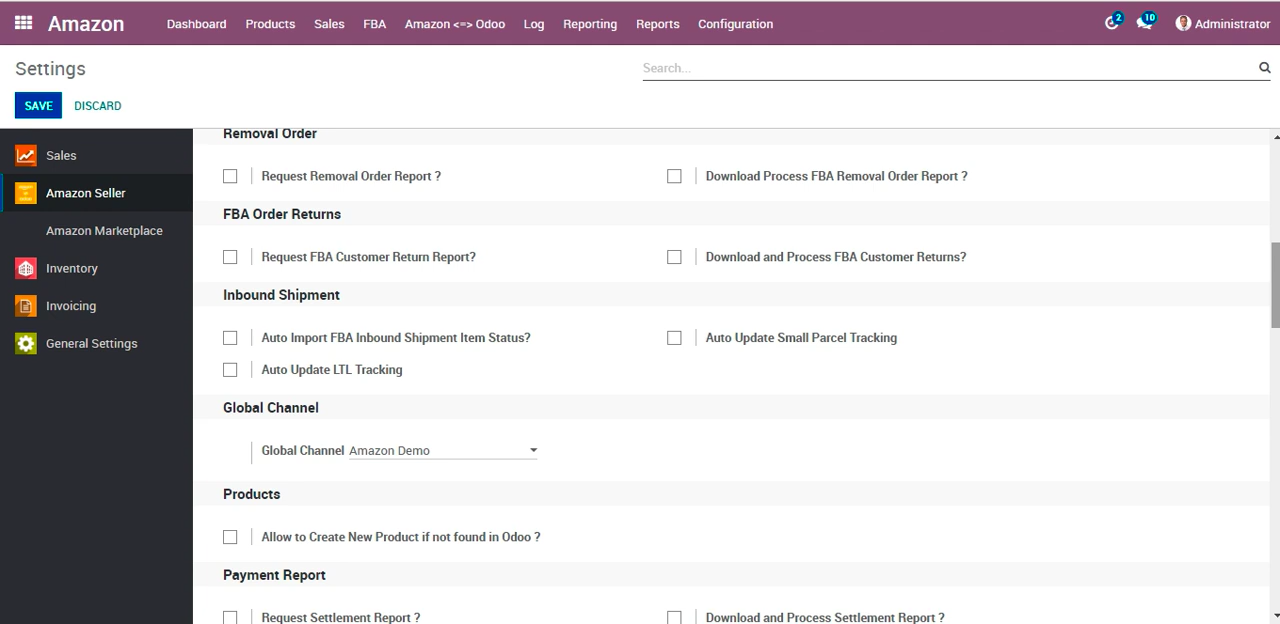 Amazon Dashboard Products Sales FBA Amazon <=> Odoo Log Reporting Reports Configuration 2 10 Administrator
Settings Search...
SAVE DISCARD
Sales
Amazon Seller
Amazon Marketplace
Inventory
Invoicing
General Settings
Removal Order
Request Removal Order Report ? Download Process FBA Removal Order Report ?
FBA Order Returns
Request FBA Customer Return Report? Download and Process FBA Customer Returns?
Inbound Shipment
Auto Import FBA Inbound Shipment Item Status? Auto Update Small Parcel Tracking
Auto Update LTL Tracking
Global Channel
Global Channel Amazon Demo
Products
Allow to Create New Product if not found in Odoo ?
Payment Report
Request Settlement Report ? Download and Process Settlement Report ?